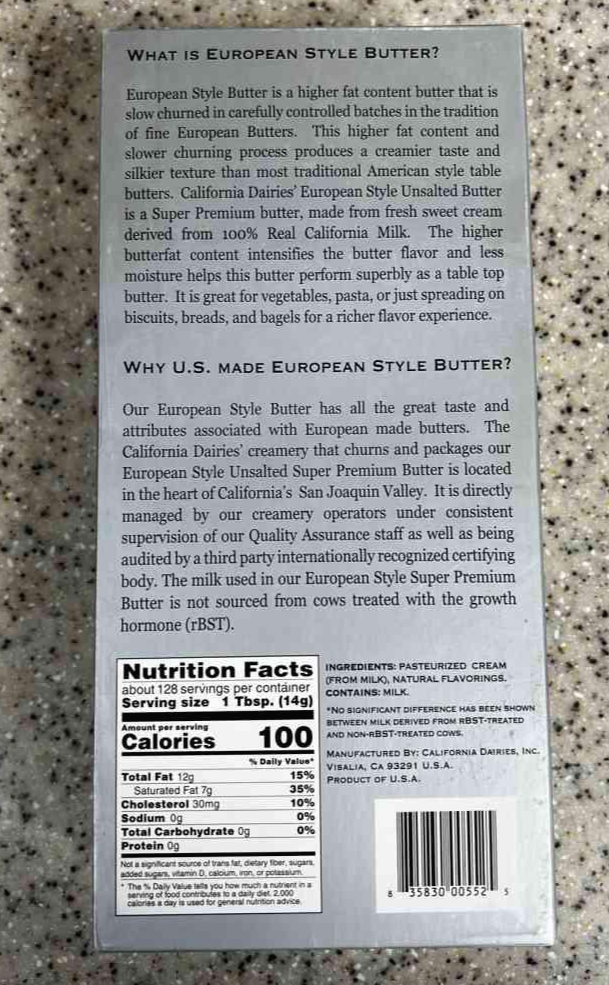 WHAT IS EUROPEAN STYLE BUTTER?
European Style Butter is a higher fat content butter that is
slow churned in carefully controlled batches in the tradition
of fine European Butters. This higher fat content and
slower churning process produces a creamier taste and
silkier texture than most traditional American style table
butters. California Dairies' European Style Unsalted Butter
is a Super Premium butter, made from fresh sweet cream
derived from 100% Real California Milk. The higher
butterfat content intensifies the butter flavor and less
moisture helps this butter perform superbly as a table top
butter. It is great for vegetables, pasta, or just spreading on
biscuits, breads, and bagels for a richer flavor experience.
WHY U.S. MADE EUROPEAN STYLE BUTTER?
Our European Style Butter has all the great taste and
attributes associated with European made butters. The
California Dairies' creamery that churns and packages our
European Style Unsalted Super Premium Butter is located
in the heart of California's San Joaquin Valley. It is directly
managed by our creamery operators under consistent
supervision of our Quality Assurance staff as well as being
audited by a third party internationally recognized certifying
body. The milk used in our European Style Super Premium
Butter is not sourced from cows treated with the growth
hormone (rBST).
Nutrition Facts
about 128 servings per container
Serving size 1 Tbsp. (14g)
Amount per serving
Calories 100
% Daily Value*
Total Fat 12g 15%
Saturated Fat 7g 35%
Cholesterol 30mg 10%
Sodium 0g 0%
Total Carbohydrate 0g 0%
Protein 0g
Not a significant source of trans fat, dietary fiber, sugars,
added sugars, vitamin D, calcium, iron, or potassium.
* The % Daily Value tells you how much a nutrient in a
serving of food contributes to a daily diet. 2,000
calories a day is used for general nutrition advice.
INGREDIENTS: PASTEURIZED CREAM
(FROM MILK), NATURAL FLAVORINGS.
CONTAINS: MILK.
*NO SIGNIFICANT DIFFERENCE HAS BEEN SHOWN
BETWEEN MILK DERIVED FROM RBST-TREATED
AND NON-RBST-TREATED COWS.
MANUFACTURED BY: CALIFORNIA DAIRIES, INC.
VISALIA, CA 93291 U.S.A.
PRODUCT OF U.S.A.
8 35830 00552 5